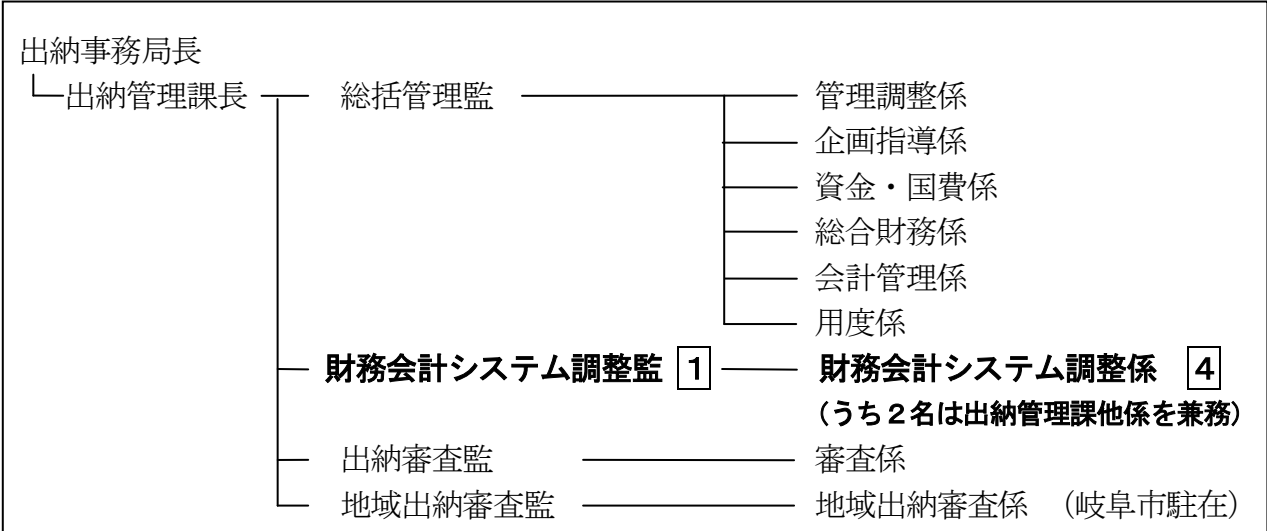 出納事務局長
出納管理課長 総括管理監 管理調整係
企画指導係
資金・国費係
総合財務係
会計管理係
用度係
財務会計システム調整監 1 財務会計システム調整係 4
（うち２名は出納管理課他係を兼務）
出納審査監 審査係
地域出納審査監 地域出納審査係 （岐阜市駐在）